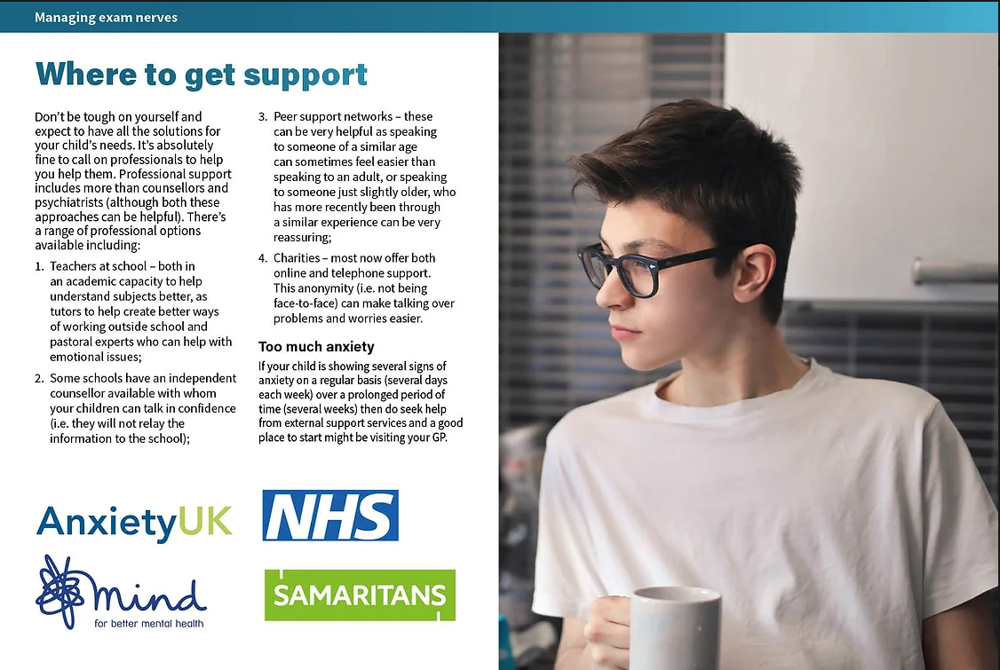 Managing exam nerves
Where to get support
Don't be tough on yourself and
expect to have all the solutions for
your child's needs. It's absolutely
fine to call on professionals to help
you help them. Professional support
includes more than counsellors and
psychiatrists (although both these
approaches can be helpful). There's
a range of professional options
available including:
1. Teachers at school – both in
an academic capacity to help
understand subjects better, as
tutors to help create better ways
of working outside school and
pastoral experts who can help with
emotional issues;
2. Some schools have an independent
counsellor available with whom
your children can talk in confidence
(i.e. they will not relay the
information to the school);
3. Peer support networks – these
can be very helpful as speaking
to someone of a similar age
can sometimes feel easier than
speaking to an adult, or speaking
to someone just slightly older, who
has more recently been through
a similar experience can be very
reassuring;
4. Charities – most now offer both
online and telephone support.
This anonymity (i.e. not being
face-to-face) can make talking over
problems and worries easier.
Too much anxiety
If your child is showing several signs of
anxiety on a regular basis (several days
each week) over a prolonged period of
time (several weeks) then do seek help
from external support services and a good
place to start might be visiting your GP.
AnxietyUK
NHS
mind
for better mental health
SAMARITANS